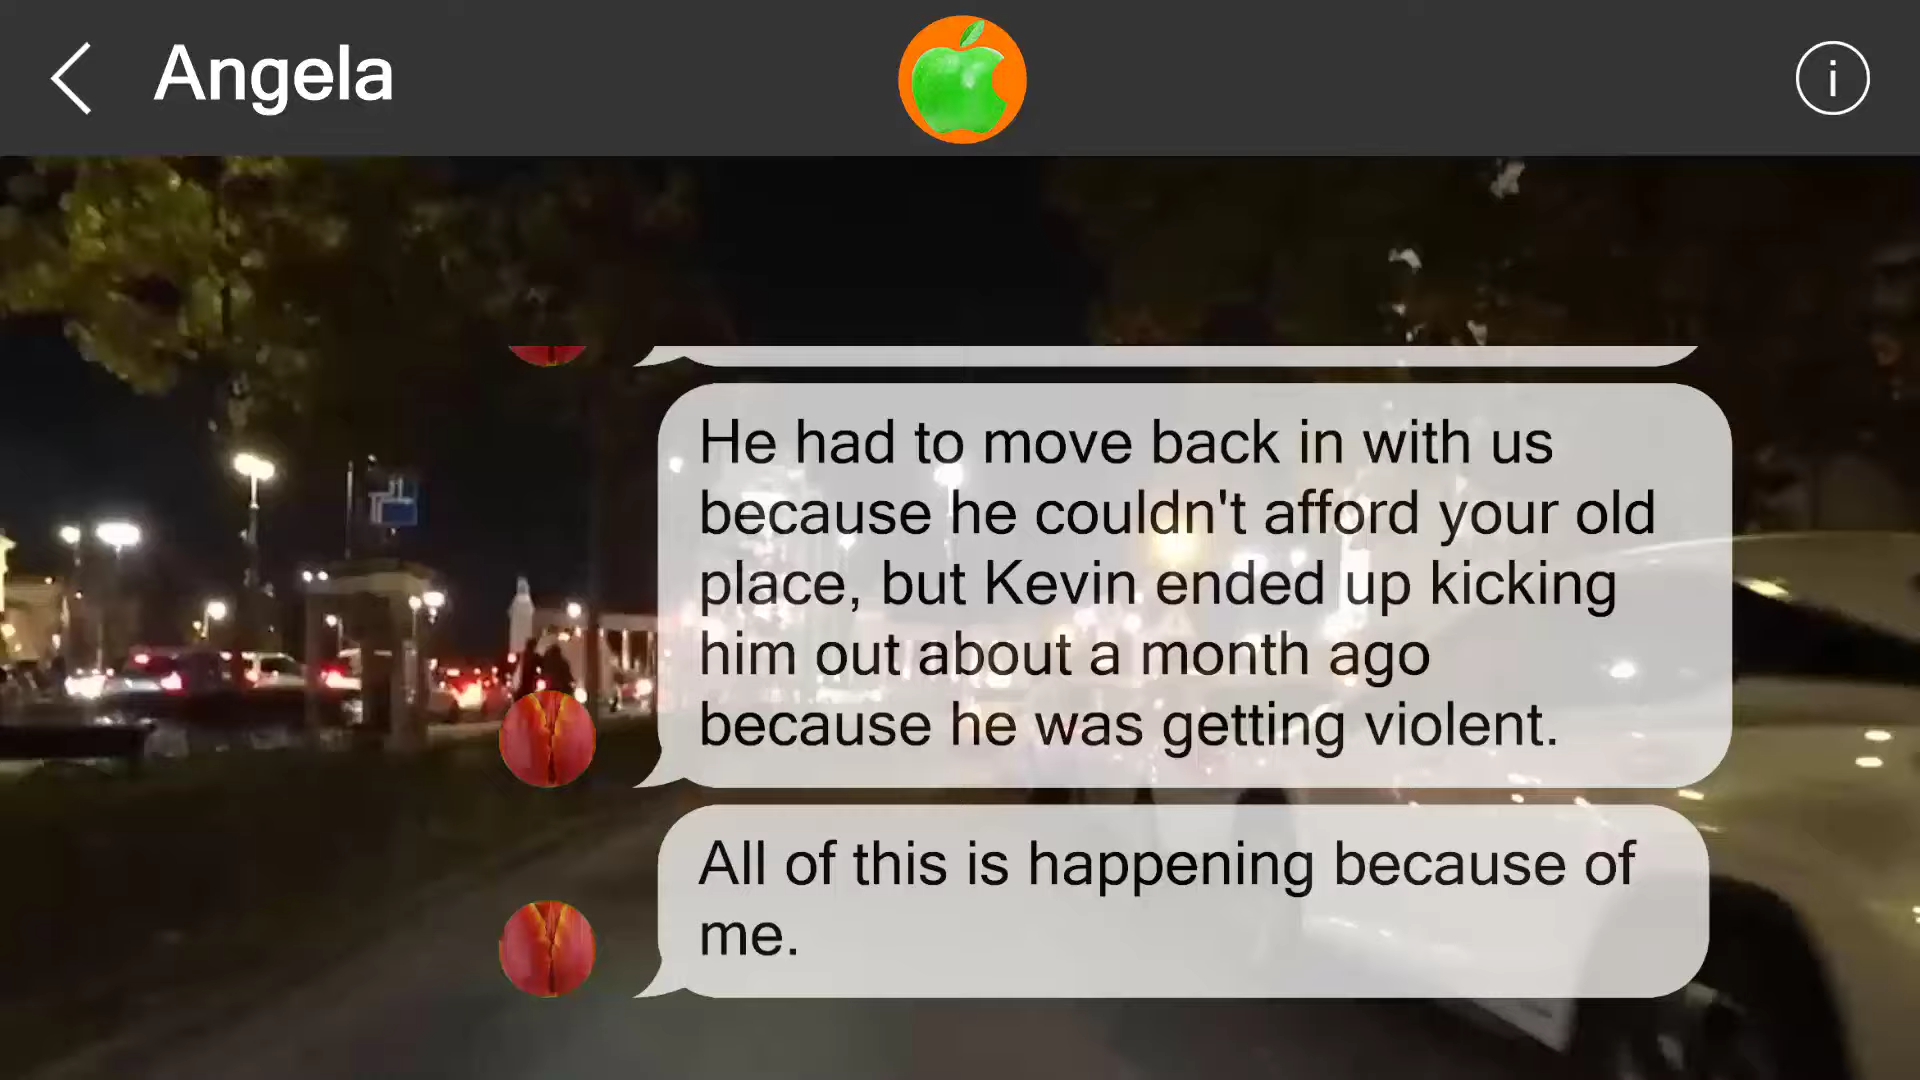 Angela
i
He had to move back in with us
because he couldn't afford your old
place, but Kevin ended up kicking
him out about a month ago
because he was getting violent.
All of this is happening because of
me.